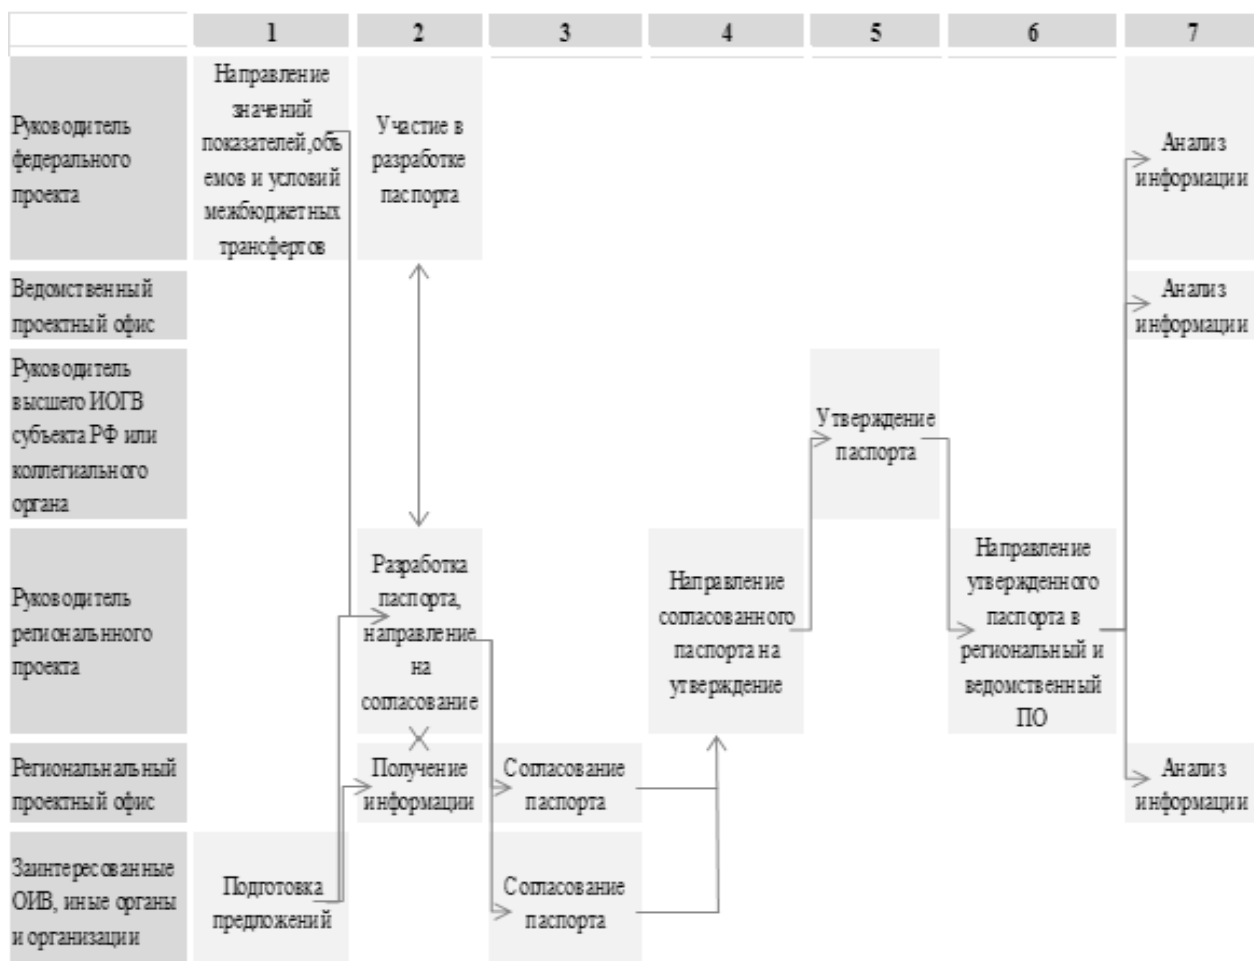 1 2 3 4 5 6 7
Руководитель
федерального
проекта
Направление
значений
показателей,объ
емов и условий
межбюджетных
трансфертов
Участие в
разработке
паспорта
Анализ
информации
Ведомственный
проектный офис
Анализ
информации
Руководитель
высшего ИОГВ
субъекта РФ или
коллегиального
органа
Утверждение
паспорта
Руководитель
региональнного
проекта
Разработка
паспорта,
направление
на
согласование
Направление
согласованного
паспорта на
утверждение
Направление
утвержденного
паспорта в
региональный и
ведомственный
ПО
Региональнальный
проектный офис
Получение
информации
Согласование
паспорта
Анализ
информации
Заинтересованные
ОИВ, иные органы
и организации
Подготовка
предложений
Согласование
паспорта